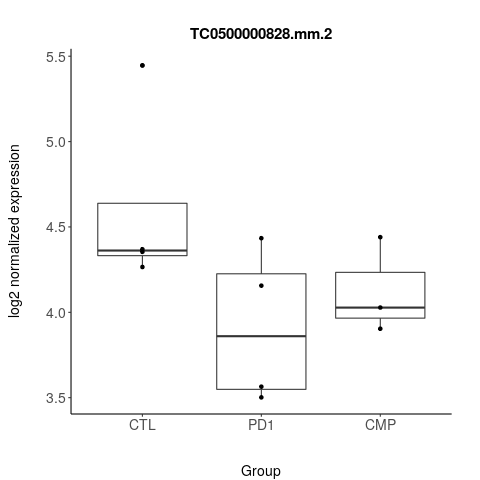 TC0500000828.mm.2
log2 normalized expression
5.5
5.0
4.5
4.0
3.5
CTL
PD1
CMP
Group